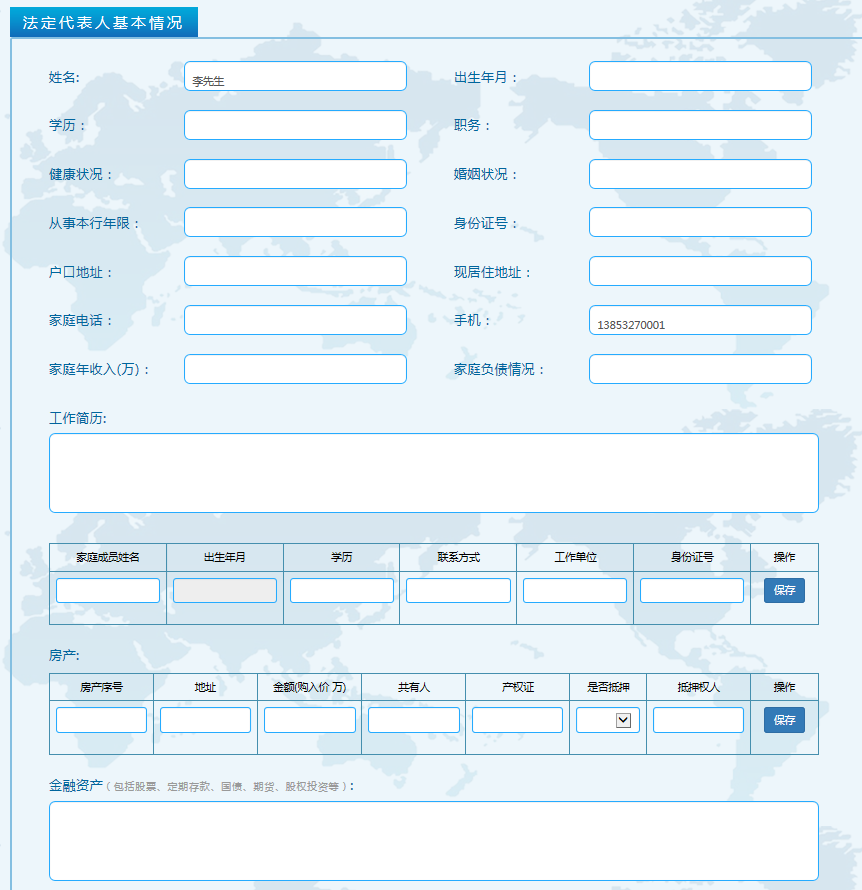 法定代表人基本情况
姓名: 李先生 出生年月：
学历： 职务：
健康状况： 婚姻状况：
从事本行年限： 身份证号：
户口地址： 现居住地址：
家庭电话： 手机： 13853270001
家庭年收入(万)： 家庭负债情况：
工作简历:
家庭成员姓名 出生年月 学历 联系方式 工作单位 身份证号 操作
保存
房产:
房产序号 地址 金额(购入价 万) 共有人 产权证 是否抵押 抵押权人 操作
保存
金融资产（包括股票、定期存款、国债、期货、股权投资等）: